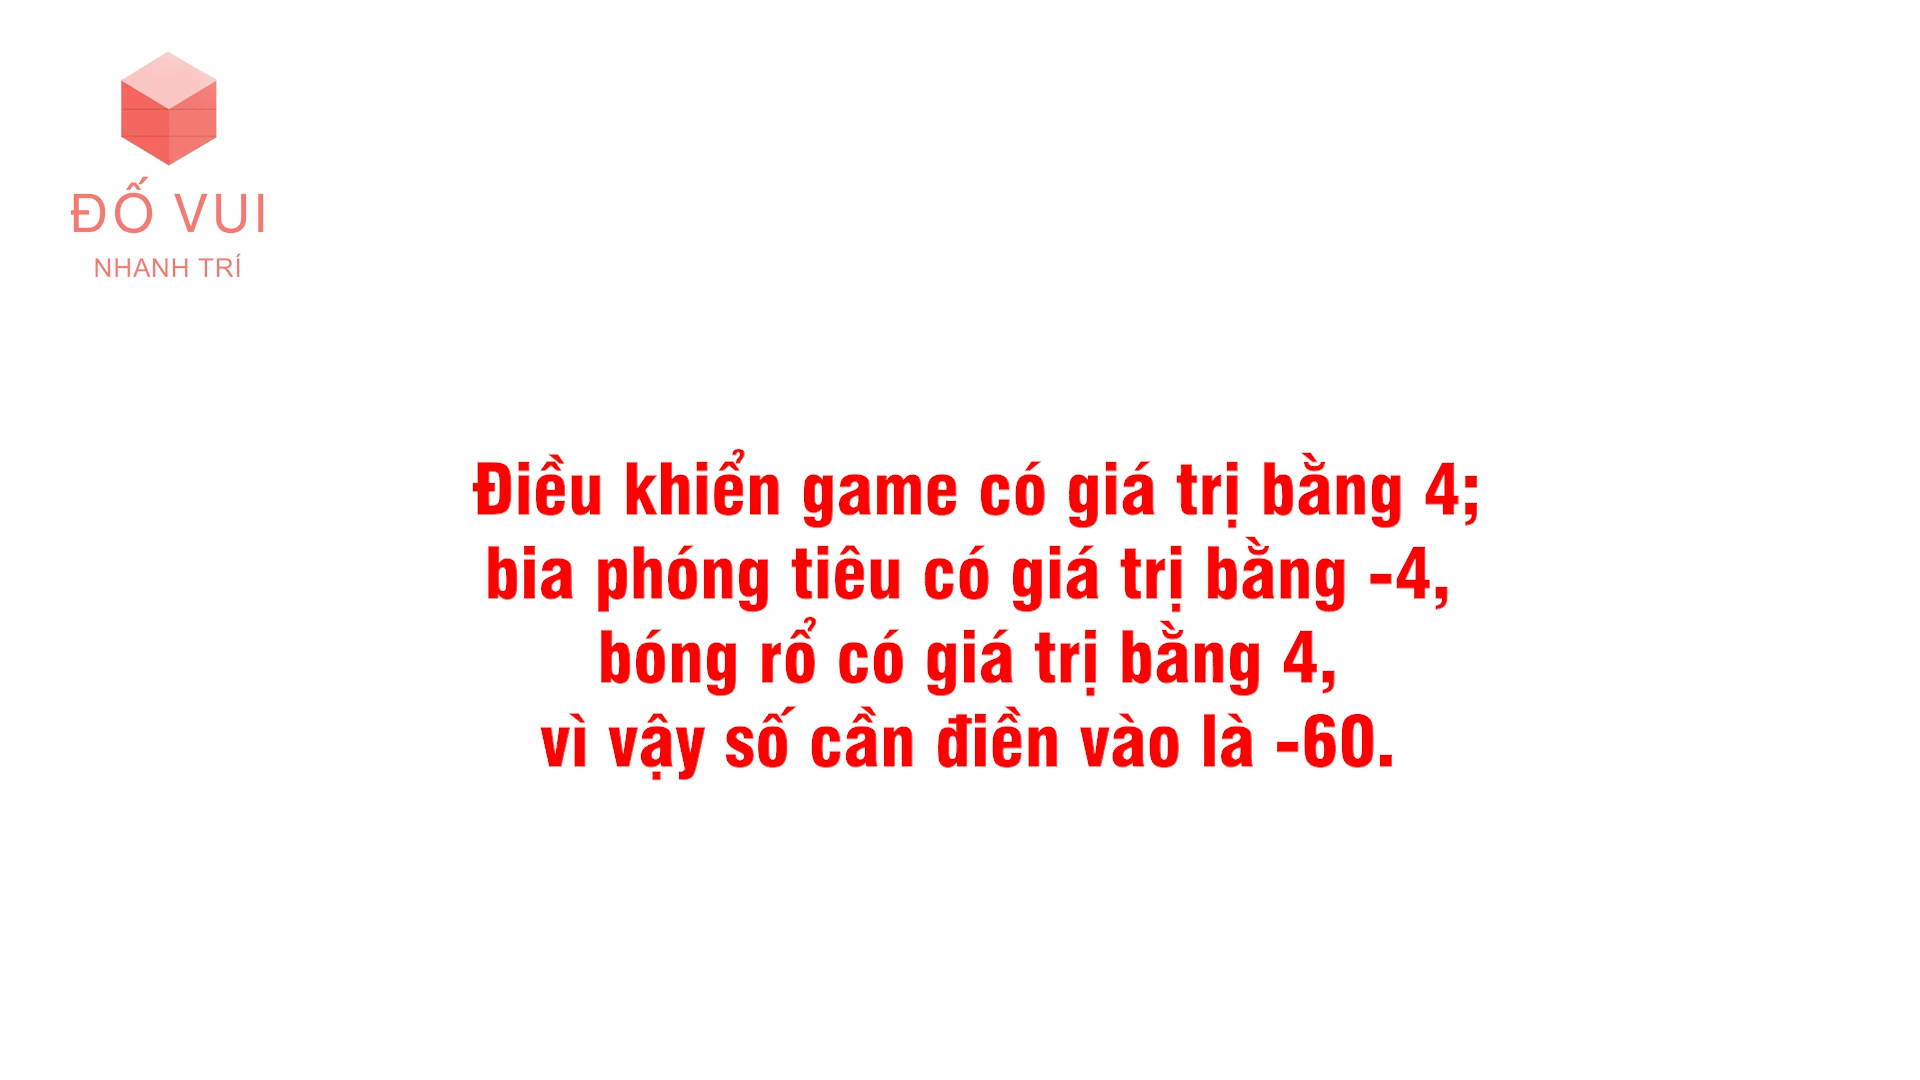 ĐỐ VUI
NHANH TRÍ
Điều khiển game có giá trị bằng 4;
bia phóng tiêu có giá trị bằng -4,
bóng rổ có giá trị bằng 4,
vì vậy số cần điền vào là -60.